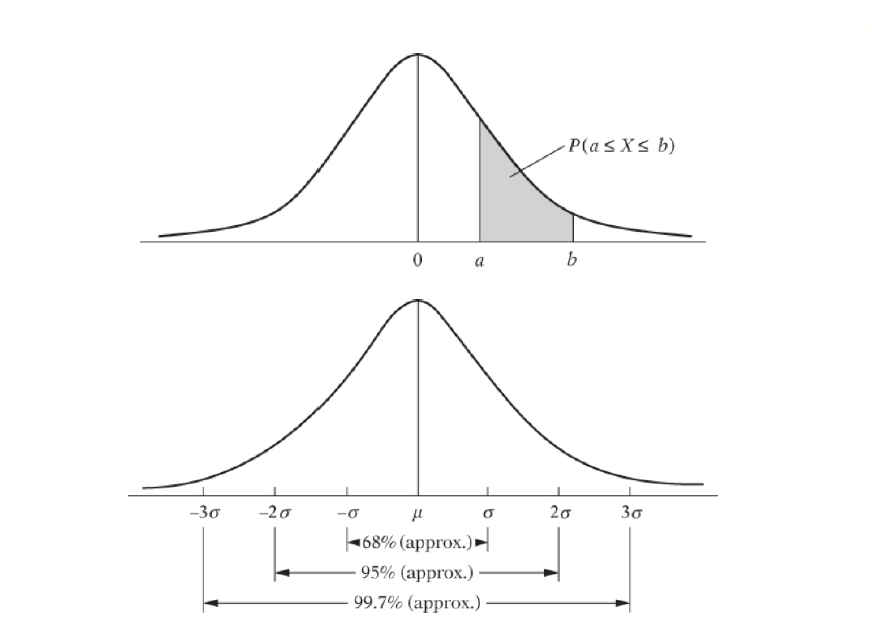 P(a ≤ X ≤ b)
0 a b
–3σ –2σ –σ μ σ 2σ 3σ
68% (approx.)
95% (approx.)
99.7% (approx.)